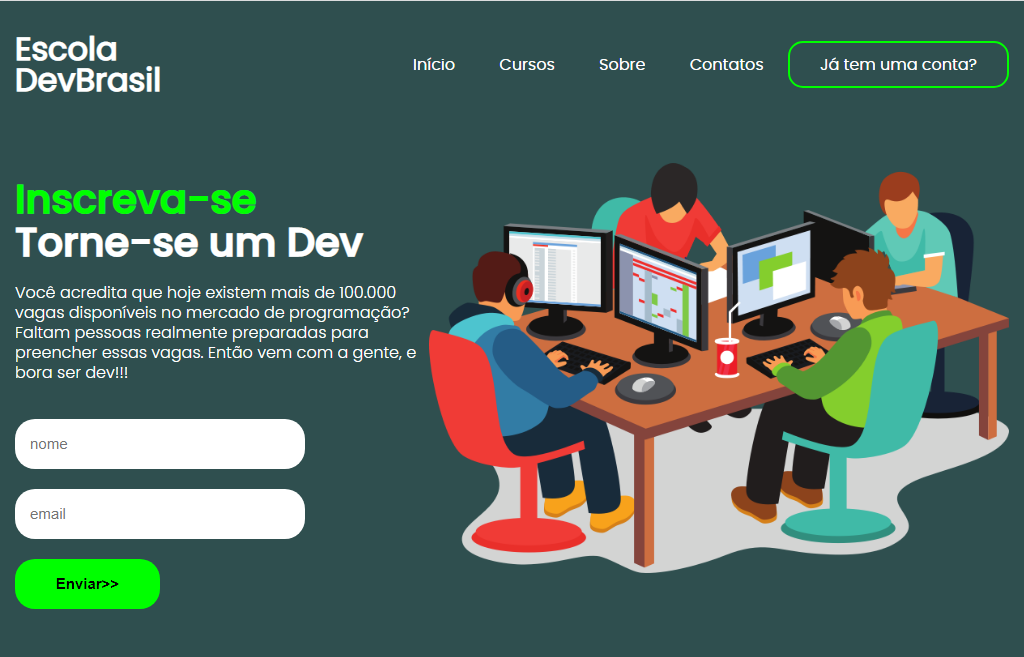 Escola
DevBrasil
Início
Cursos
Sobre
Contatos
Já tem uma conta?
Inscreva-se
Torne-se um Dev
Você acredita que hoje existem mais de 100.000
vagas disponíveis no mercado de programação?
Faltam pessoas realmente preparadas para
preencher essas vagas. Então vem com a gente, e
bora ser dev!!!
nome
email
Enviar>>